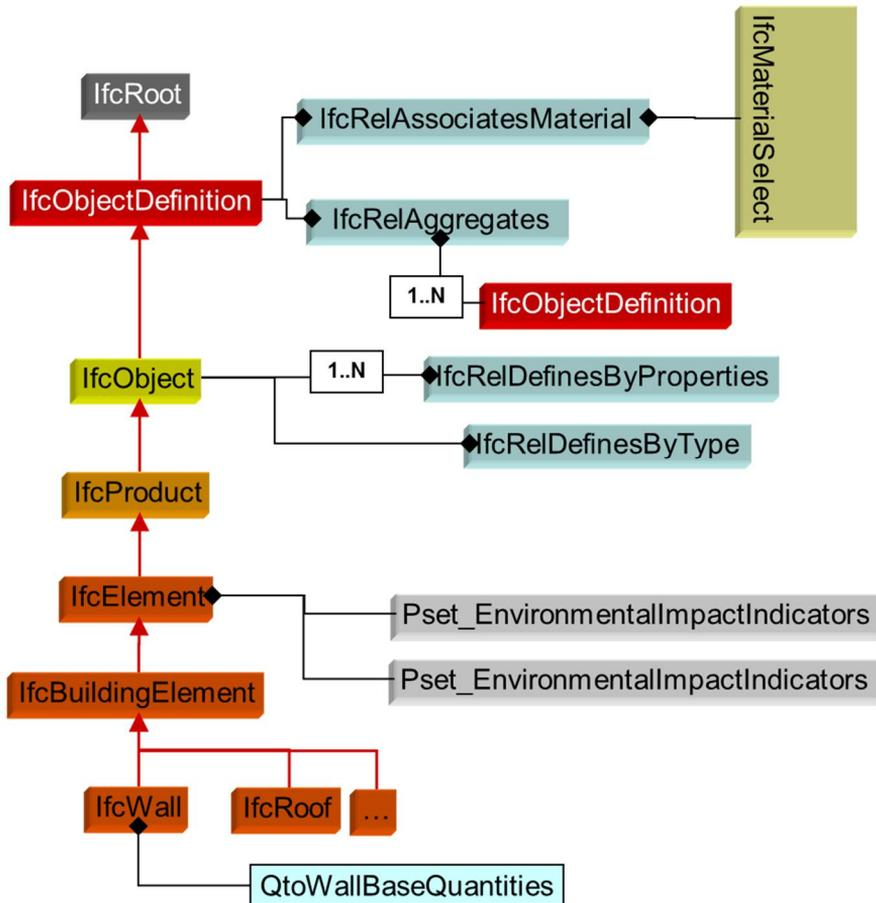 IfcMaterialSelect
IfcRoot
IfcRelAssociatesMaterial
IfcObjectDefinition
IfcRelAggregates
1..N
IfcObjectDefinition
IfcObject
1..N
IfcRelDefinesByProperties
IfcRelDefinesByType
IfcProduct
IfcElement
Pset_EnvironmentalImpactIndicators
IfcBuildingElement
Pset_EnvironmentalImpactIndicators
IfcWall
IfcRoof
...
QtoWallBaseQuantities